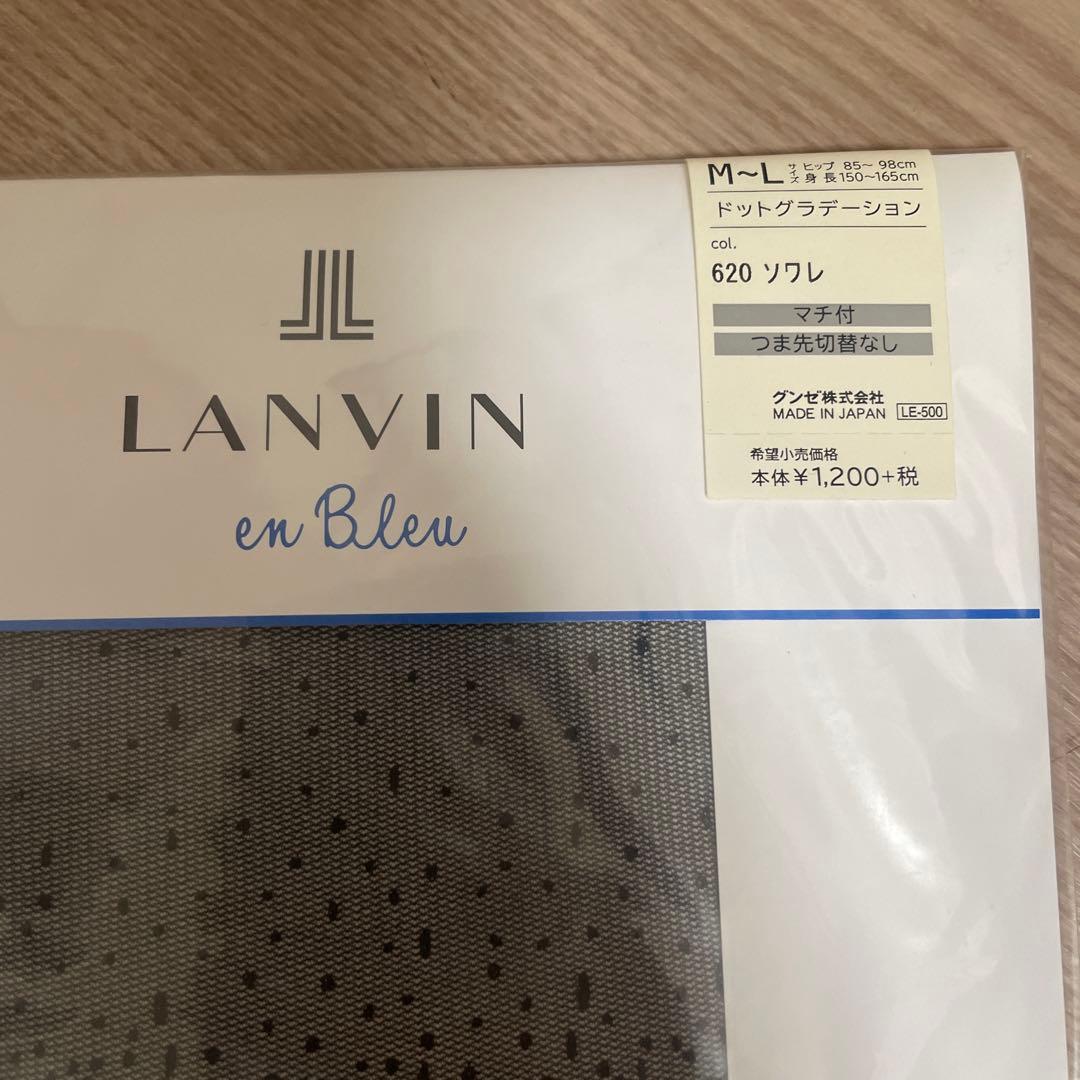 LANVIN
en Bleu
M~L サイズ ヒップ 85~ 98cm
身 長 150~165cm
ドットグラデーション
col.
620 ソワレ
マチ付
つま先切替なし
グンゼ株式会社
MADE IN JAPAN LE-500
希望小売価格
本体¥1,200+税